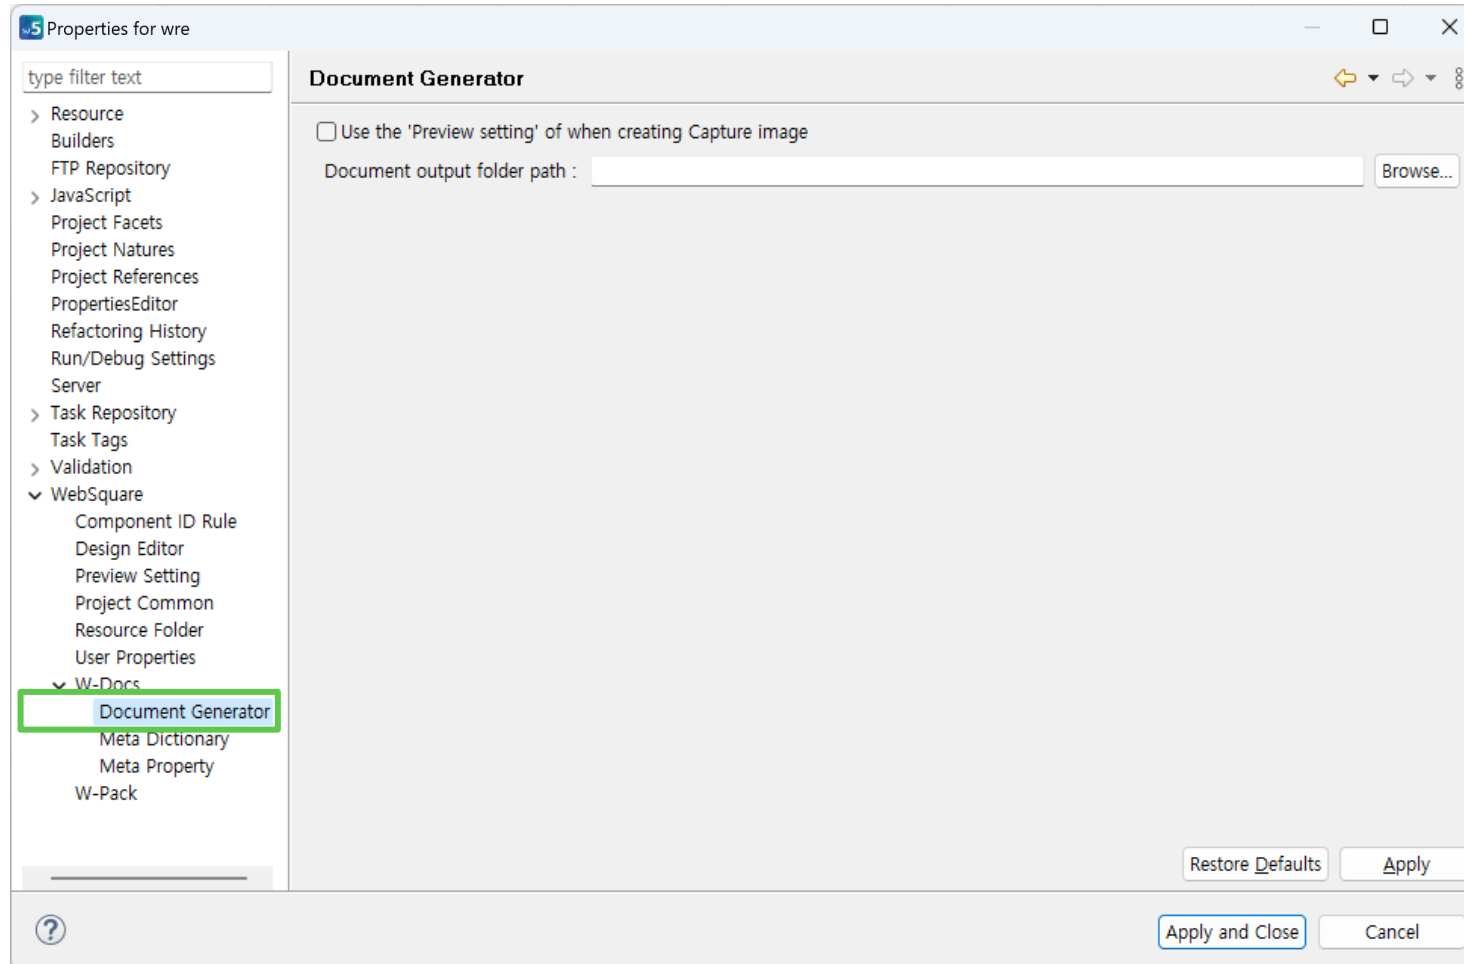 w5 Properties for wre
type filter text
Document Generator
Resource
Builders
FTP Repository
JavaScript
Project Facets
Project Natures
Project References
PropertiesEditor
Refactoring History
Run/Debug Settings
Server
Task Repository
Task Tags
Validation
WebSquare
Component ID Rule
Design Editor
Preview Setting
Project Common
Resource Folder
User Properties
W-Docs
Document Generator
Meta Dictionary
Meta Property
W-Pack
Use the 'Preview setting' of when creating Capture image
Document output folder path :
Browse...
Restore Defaults
Apply
?
Apply and Close
Cancel